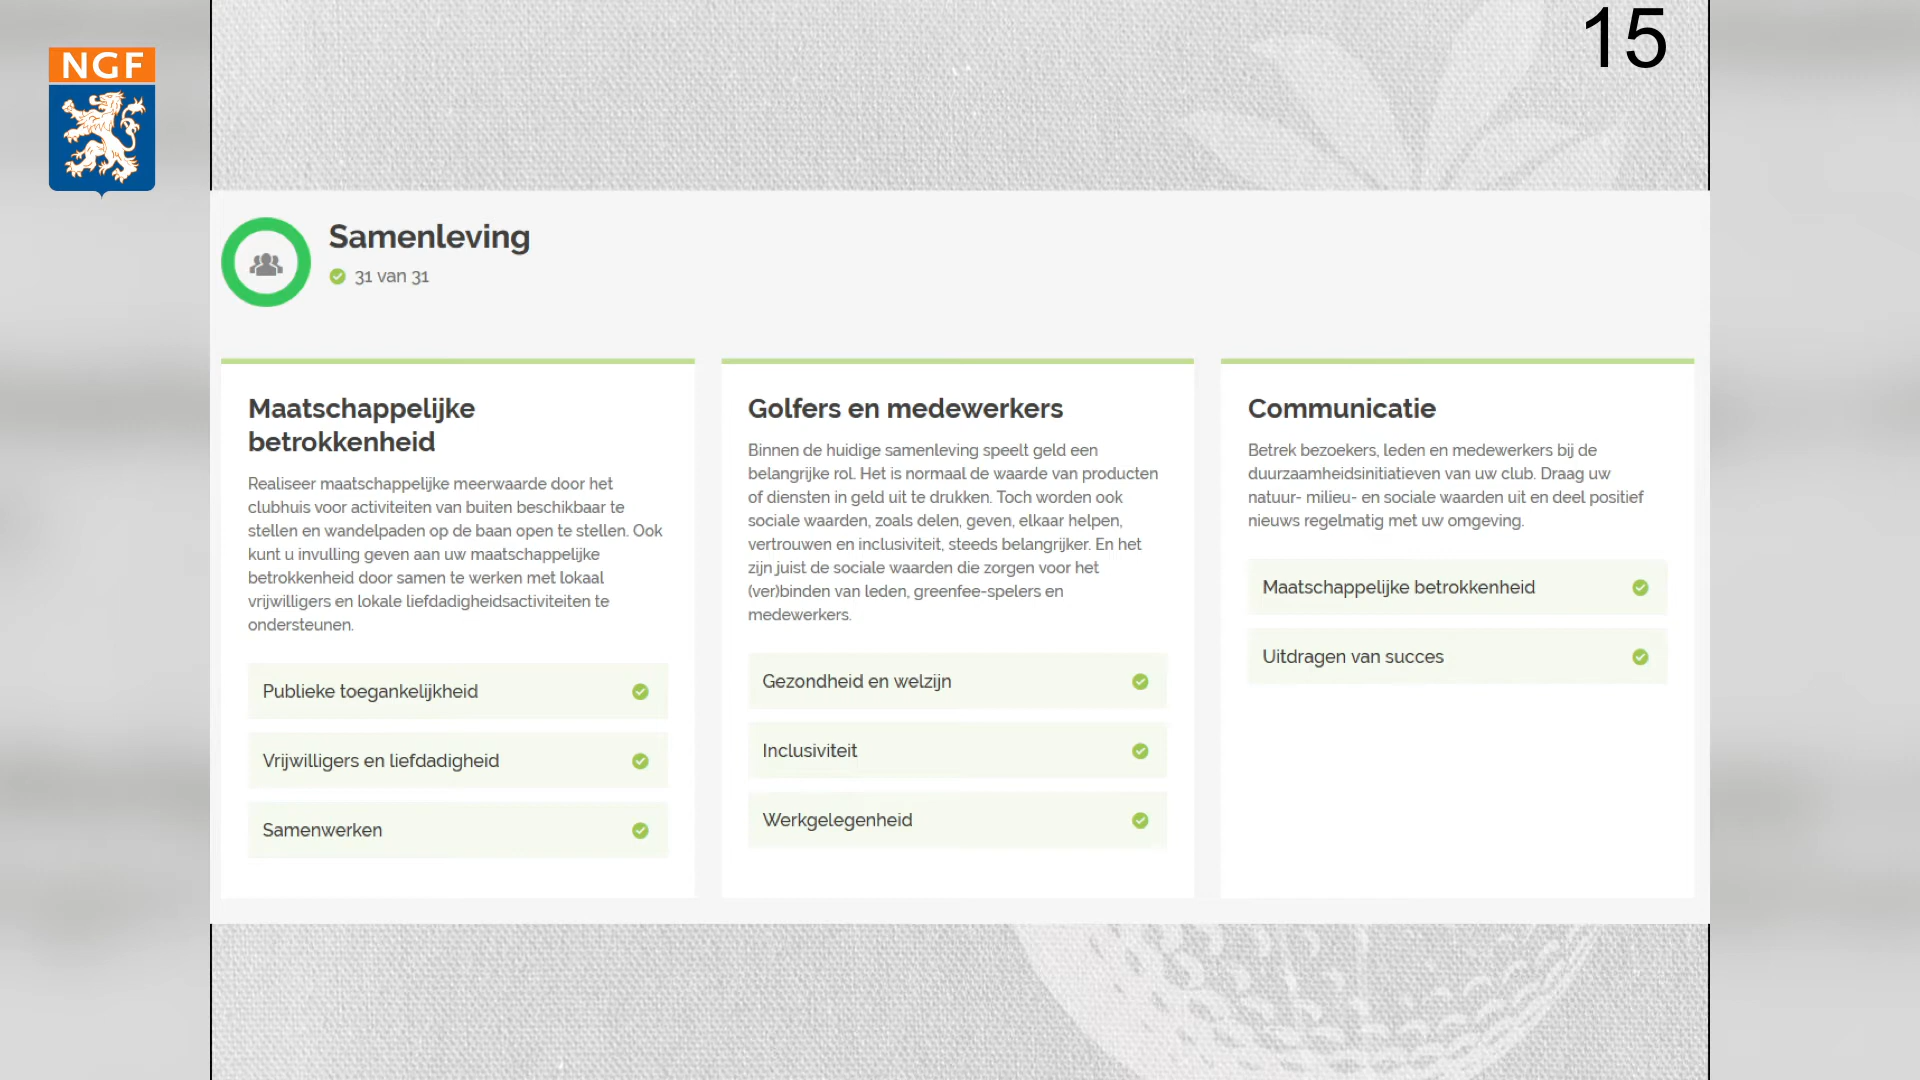 NGF
15
Samenleving
31 van 31
Maatschappelijke
betrokkenheid
Realiseer maatschappelijke meerwaarde door het
clubhuis voor activiteiten van buiten beschikbaar te
stellen en wandelpaden op de baan open te stellen. Ook
kunt u invulling geven aan uw maatschappelijke
betrokkenheid door samen te werken met lokaal
vrijwilligers en lokale liefdadigheidsactiviteiten te
ondersteunen.
Publieke toegankelijkheid
Vrijwilligers en liefdadigheid
Samenwerken
Golfers en medewerkers
Binnen de huidige samenleving speelt geld een
belangrijke rol. Het is normaal de waarde van producten
of diensten in geld uit te drukken. Toch worden ook
sociale waarden, zoals delen, geven, elkaar helpen,
vertrouwen en inclusiviteit, steeds belangrijker. En het
zijn juist de sociale waarden die zorgen voor het
(ver)binden van leden, greenfee-spelers en
medewerkers.
Gezondheid en welzijn
Inclusiviteit
Werkgelegenheid
Communicatie
Betrek bezoekers, leden en medewerkers bij de
duurzaamheidsinitiatieven van uw club. Draag uw
natuur- milieu- en sociale waarden uit en deel positief
nieuws regelmatig met uw omgeving.
Maatschappelijke betrokkenheid
Uitdragen van succes